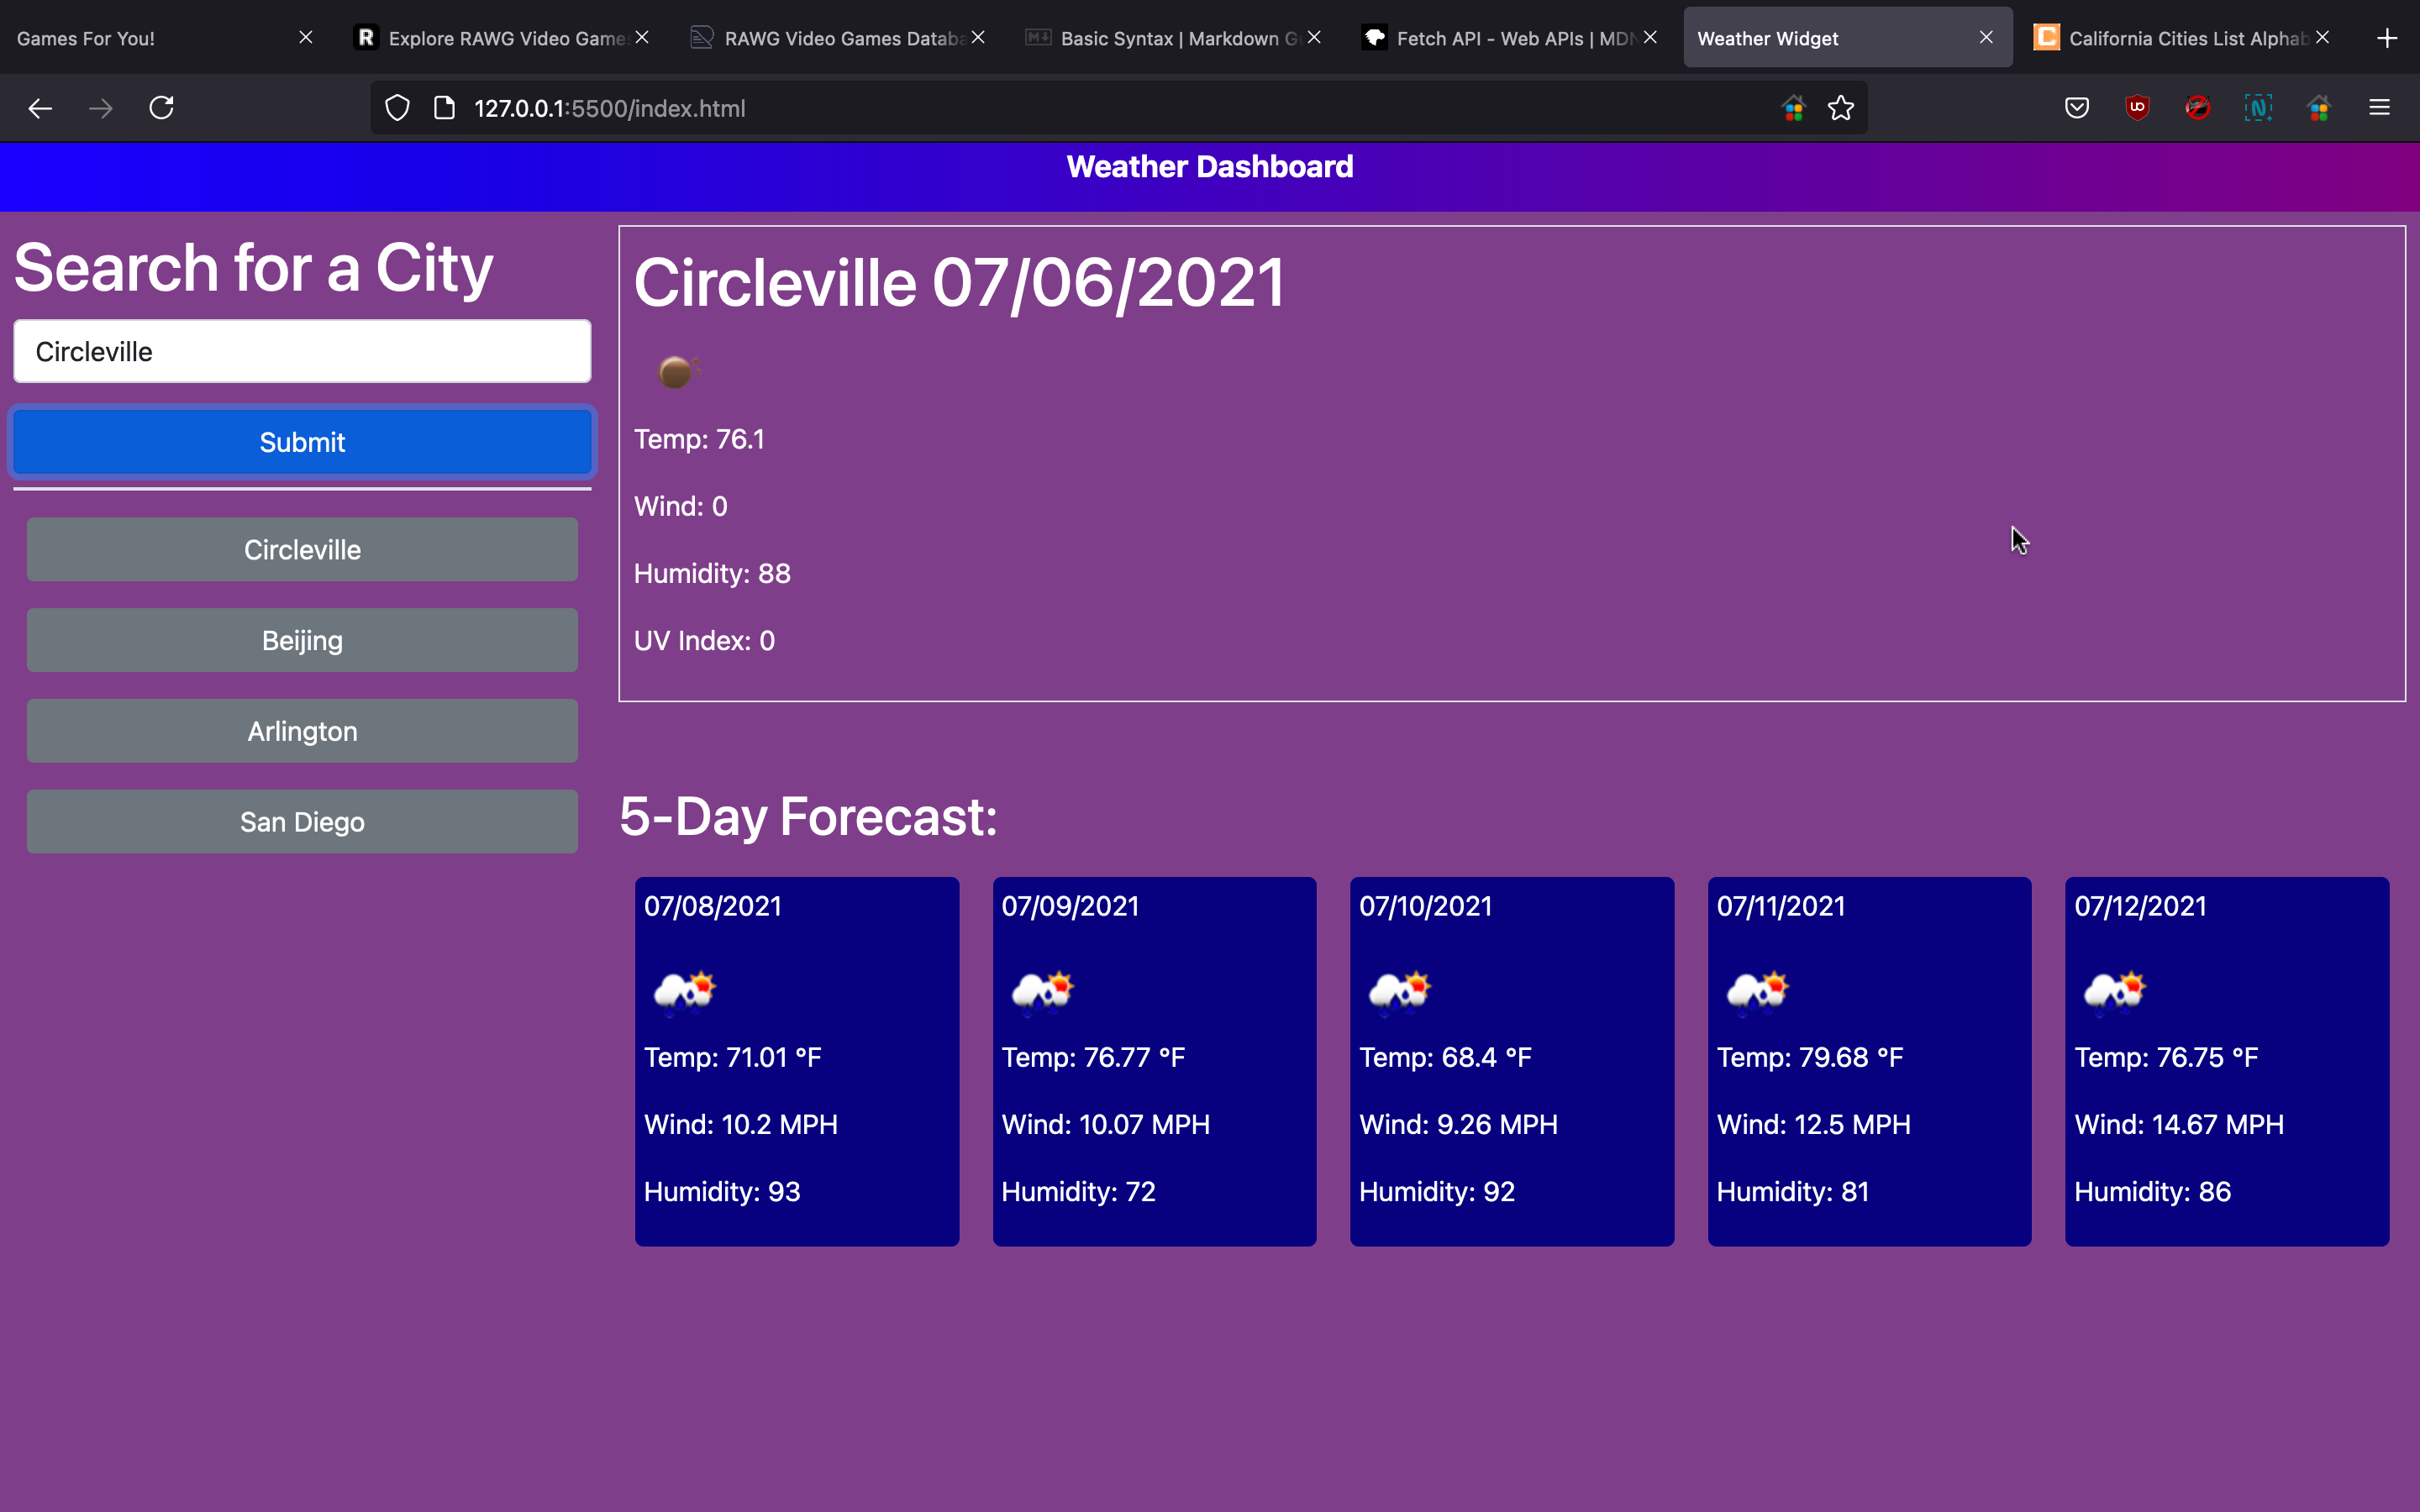 Games For You!
Explore RAWG Video Game
RAWG Video Games Databa
Basic Syntax | Markdown G
Fetch API - Web APIs | MDN
Weather Widget
California Cities List Alphab
127.0.0.1:5500/index.html
Weather Dashboard
Search for a City
Circleville
Submit
Circleville
Beijing
Arlington
San Diego
Circleville 07/06/2021
Temp: 76.1
Wind: 0
Humidity: 88
UV Index: 0
5-Day Forecast:
07/08/2021
Temp: 71.01 °F
Wind: 10.2 MPH
Humidity: 93
07/09/2021
Temp: 76.77 °F
Wind: 10.07 MPH
Humidity: 72
07/10/2021
Temp: 68.4 °F
Wind: 9.26 MPH
Humidity: 92
07/11/2021
Temp: 79.68 °F
Wind: 12.5 MPH
Humidity: 81
07/12/2021
Temp: 76.75 °F
Wind: 14.67 MPH
Humidity: 86